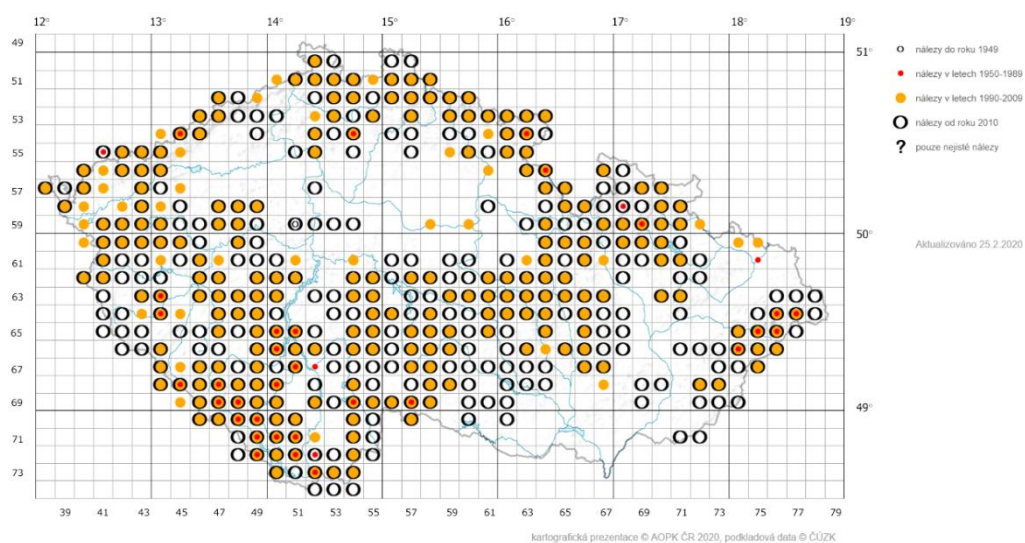 12° 13° 14° 15° 16° 17° 18° 19°
49
51
53
55
57
59
61
63
65
67
69
71
73
51°
50°
49°
39 41 43 45 47 49 51 53 55 57 59 61 63 65 67 69 71 73 75 77 79
nálezy do roku 1949
nálezy v letech 1950-1989
nálezy v letech 1990-2009
nálezy od roku 2010
? pouze nejisté nálezy
Aktualizováno 25.2.2020
kartografická prezentace © AOPK ČR 2020, podkladová data © ČÚZK